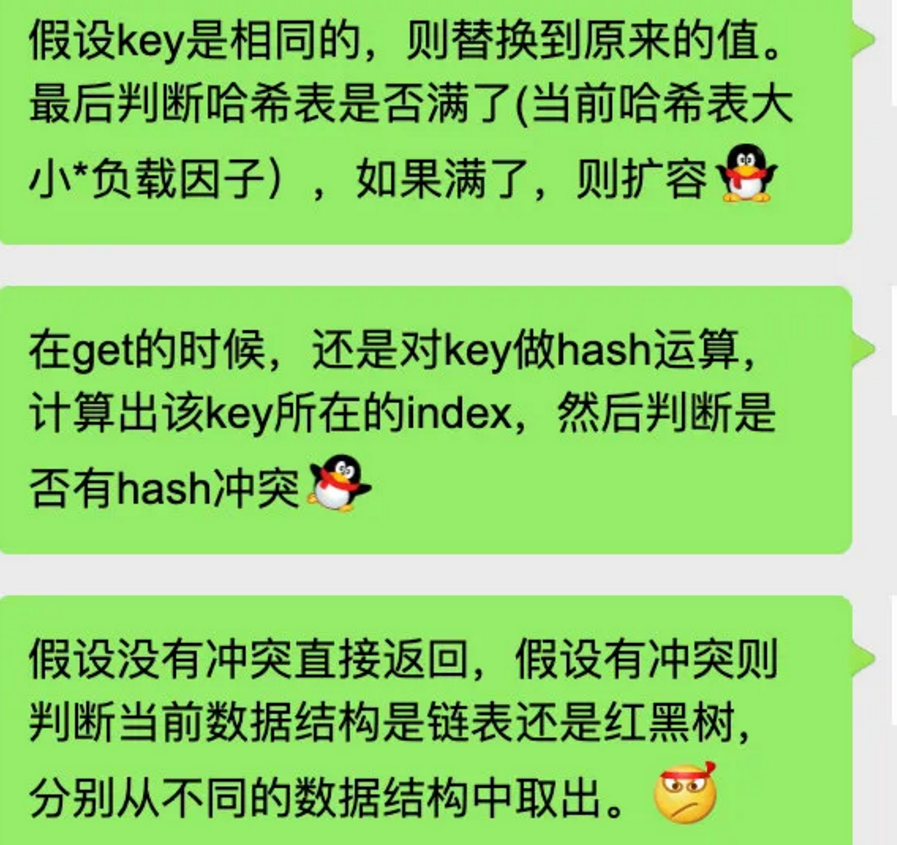 假设key是相同的，则替换到原来的值。
最后判断哈希表是否满了(当前哈希表大
小*负载因子），如果满了，则扩容
在get的时候，还是对key做hash运算，
计算出该key所在的index，然后判断是
否有hash冲突
假设没有冲突直接返回，假设有冲突则
判断当前数据结构是链表还是红黑树，
分别从不同的数据结构中取出。